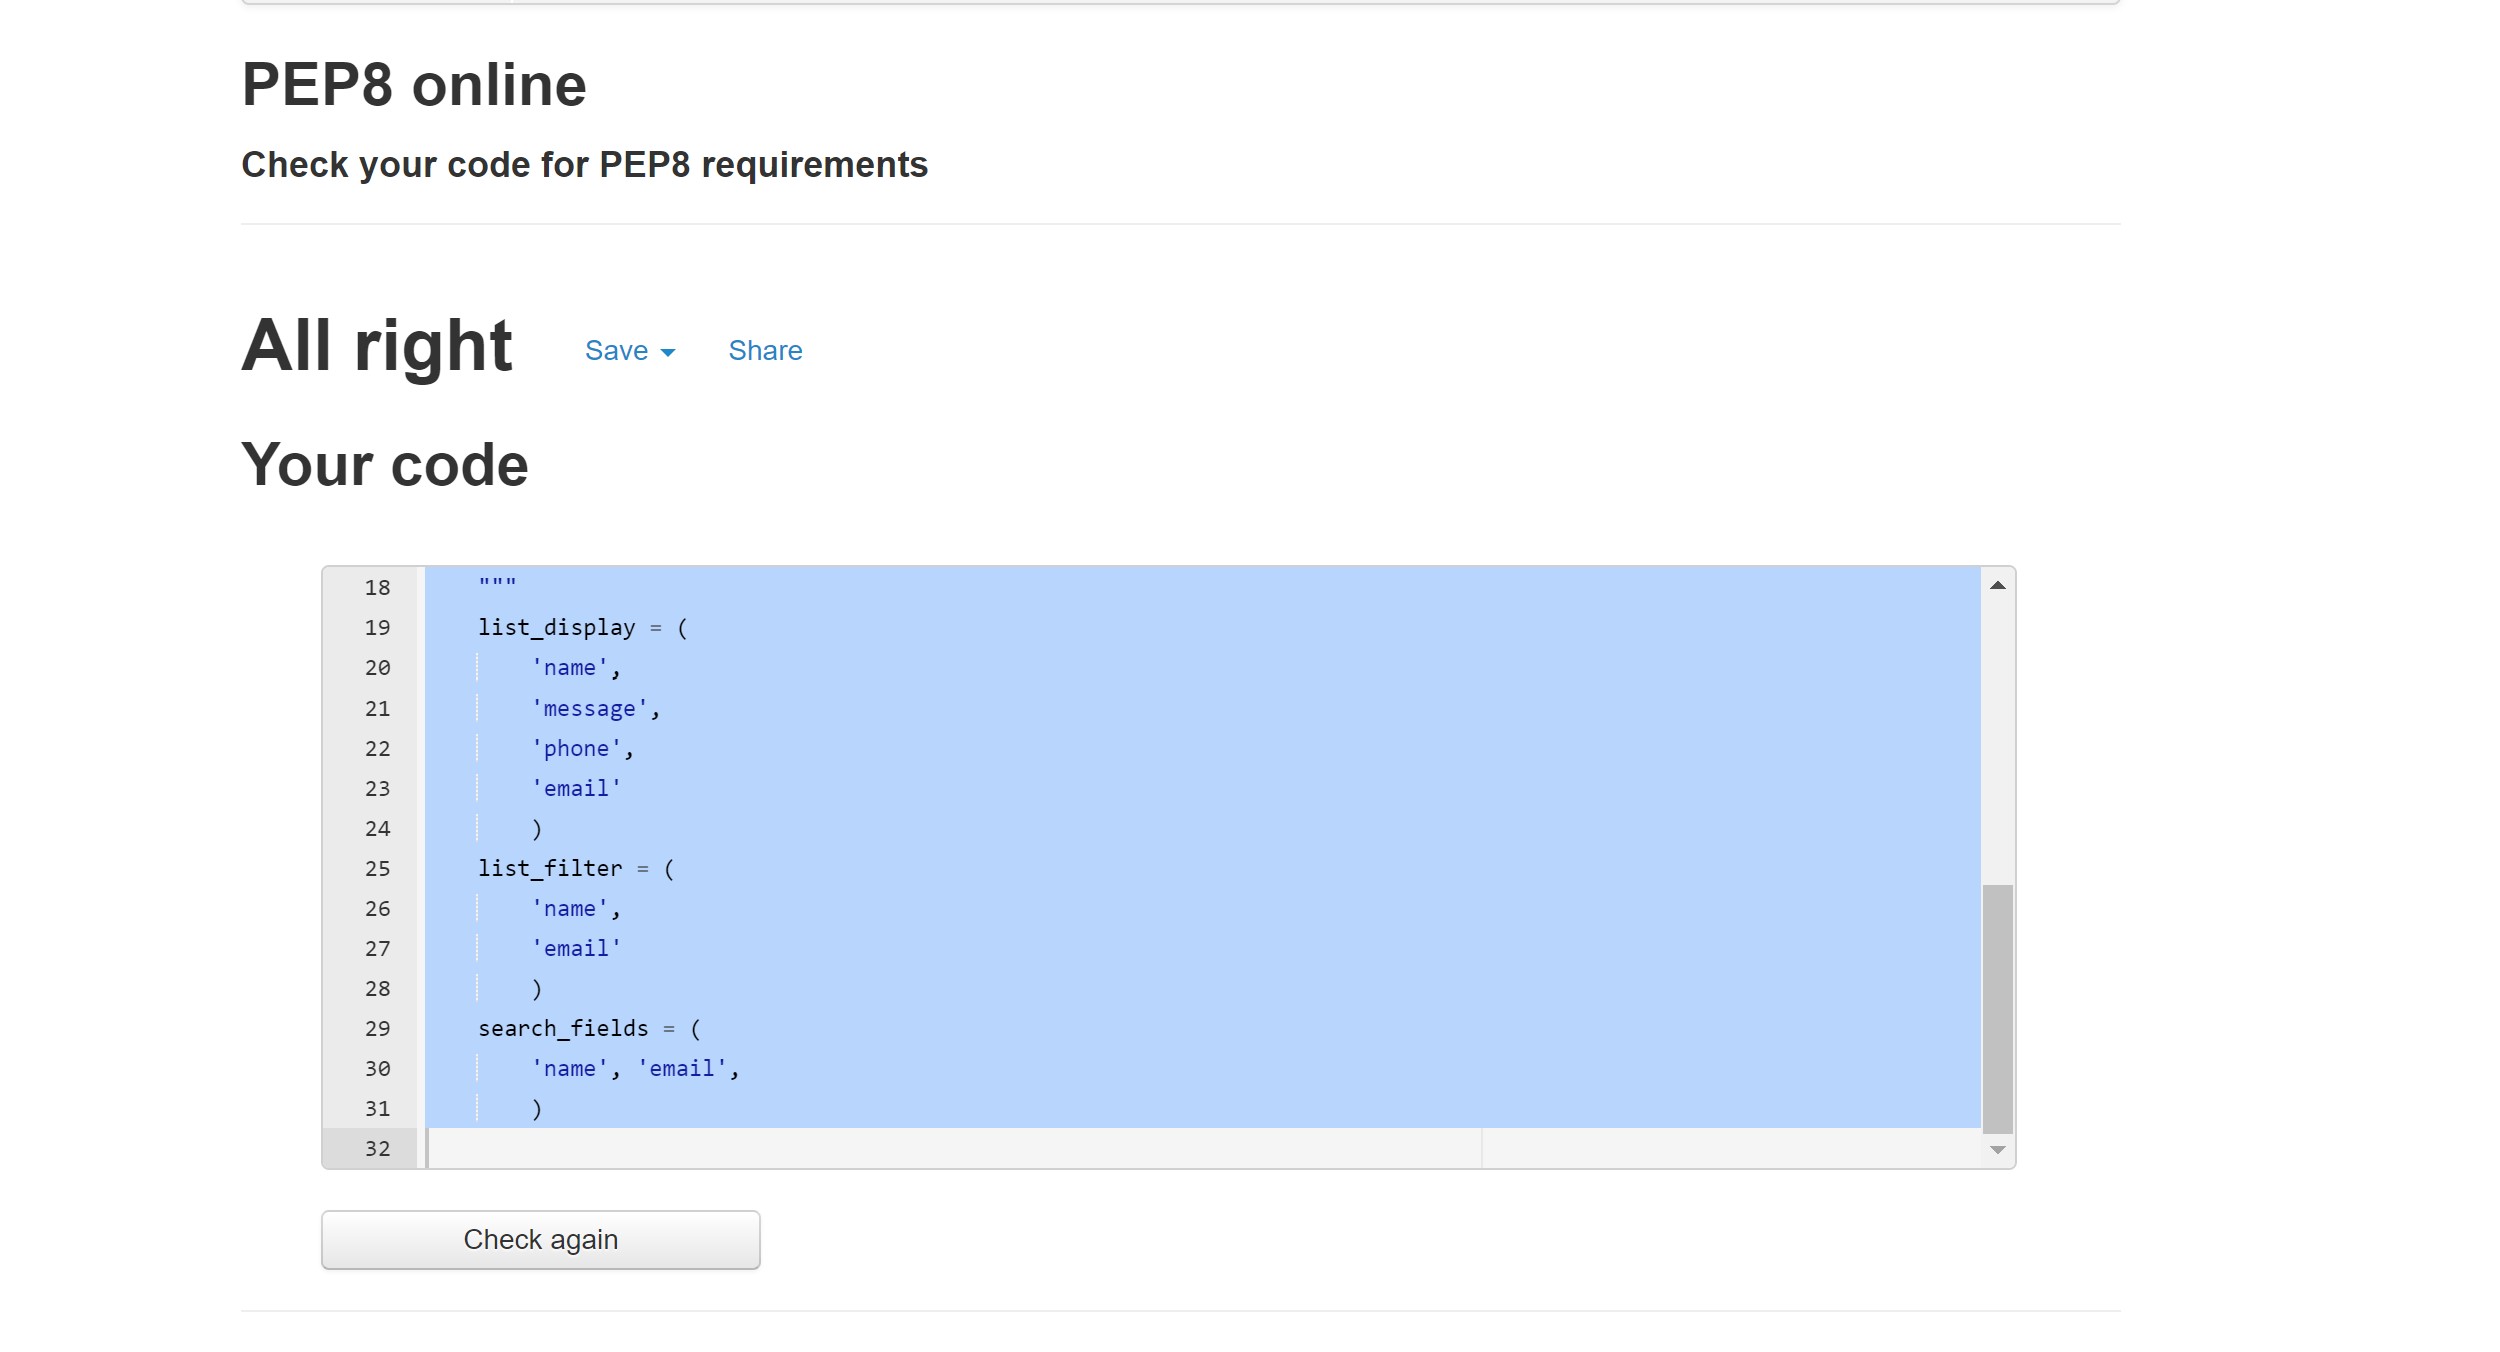 PEP8 online
Check your code for PEP8 requirements
All right Save Share
Your code
18 """
19 list_display = (
20 'name',
21 'message',
22 'phone',
23 'email'
24 )
25 list_filter = (
26 'name',
27 'email'
28 )
29 search_fields = (
30 'name', 'email',
31 )
32
Check again